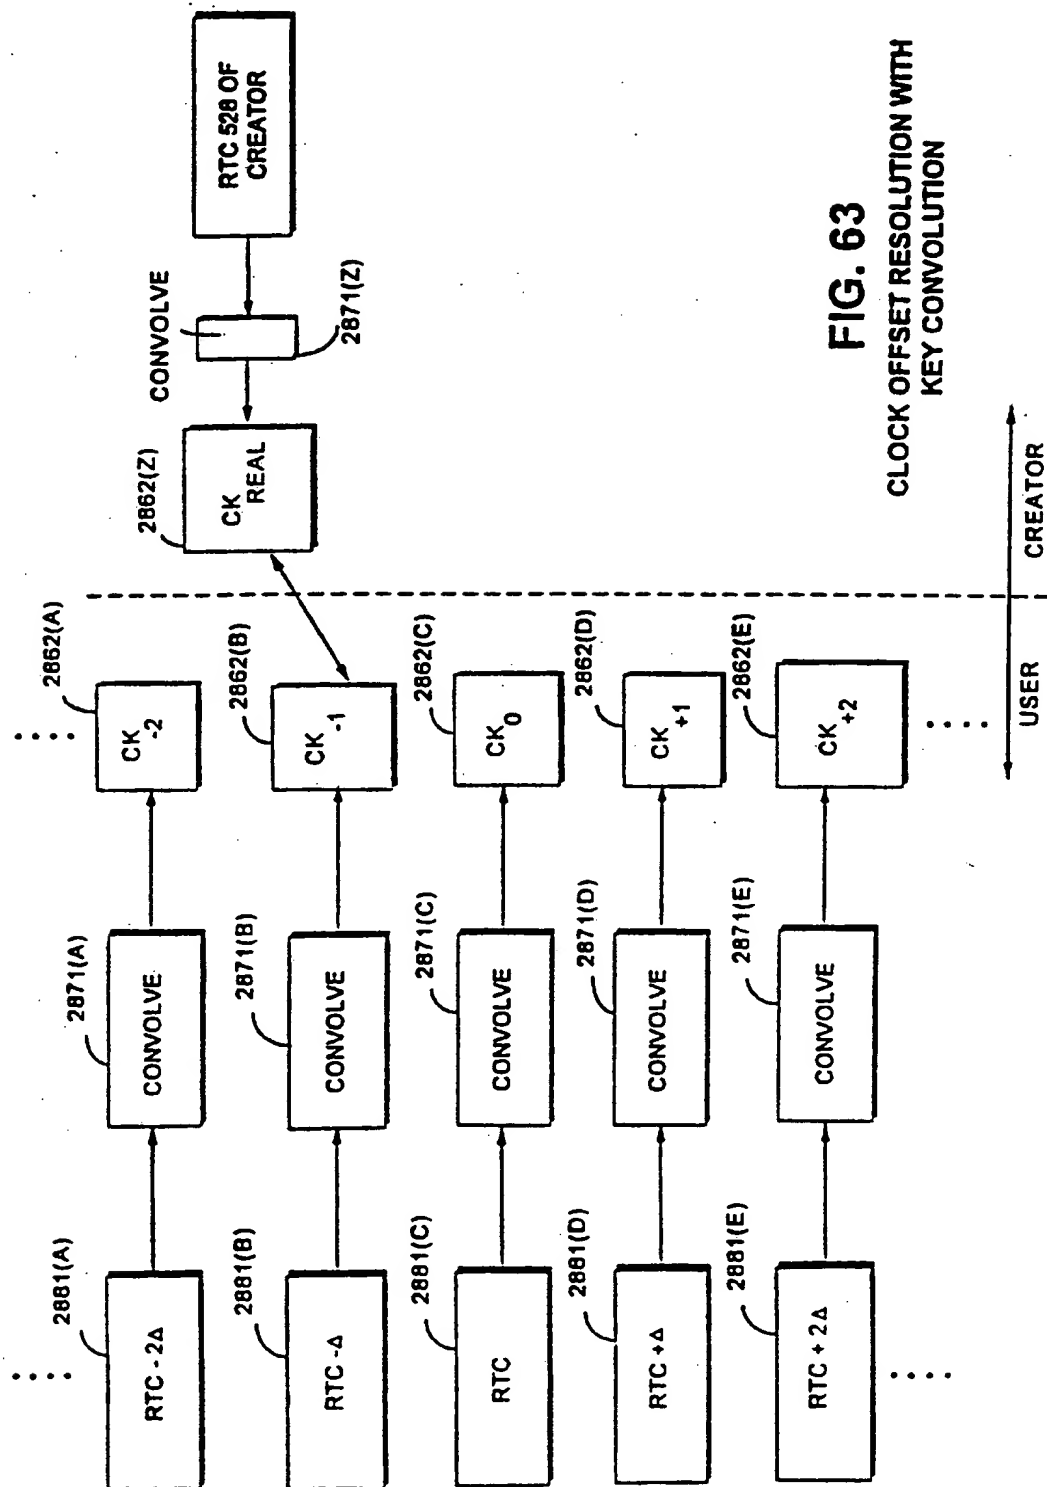 2881(A)
RTC - 2Δ
2871(A)
CONVOLVE
2862(A)
CK -2
2881(B)
RTC -Δ
2871(B)
CONVOLVE
2862(B)
CK -1
2881(C)
RTC
2871(C)
CONVOLVE
2862(C)
CK 0
2881(D)
RTC +Δ
2871(D)
CONVOLVE
2862(D)
CK +1
2881(E)
RTC + 2Δ
2871(E)
CONVOLVE
2862(E)
CK +2
2862(Z)
CK REAL
CONVOLVE
2871(Z)
RTC 528 OF
CREATOR
USER
CREATOR
FIG. 63
CLOCK OFFSET RESOLUTION WITH
KEY CONVOLUTION